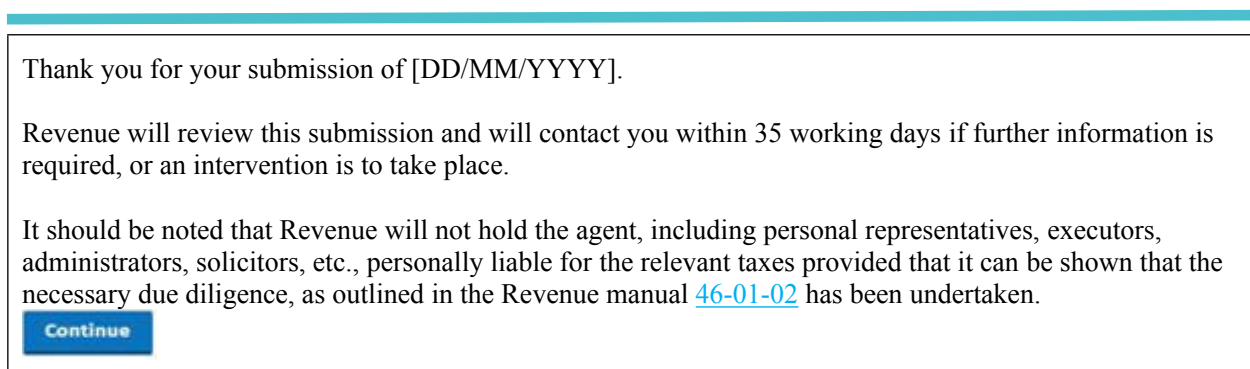 Thank you for your submission of [DD/MM/YYYY].
Revenue will review this submission and will contact you within 35 working days if further information is
required, or an intervention is to take place.
It should be noted that Revenue will not hold the agent, including personal representatives, executors,
administrators, solicitors, etc., personally liable for the relevant taxes provided that it can be shown that the
necessary due diligence, as outlined in the Revenue manual 46-01-02 has been undertaken.
Continue